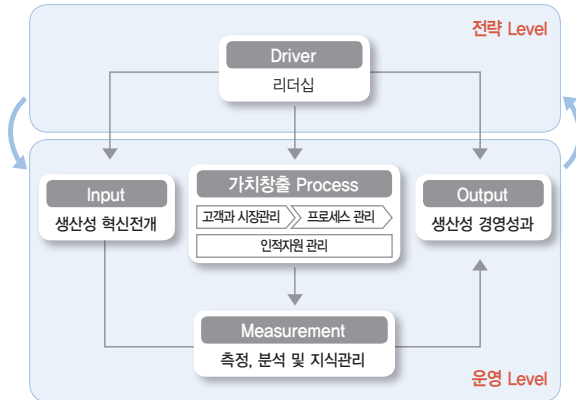 전략 Level
Driver
리더십
Input
생산성 혁신전개
가치창출 Process
고객과 시장관리
프로세스 관리
인적자원 관리
Output
생산성 경영성과
Measurement
측정, 분석 및 지식관리
운영 Level